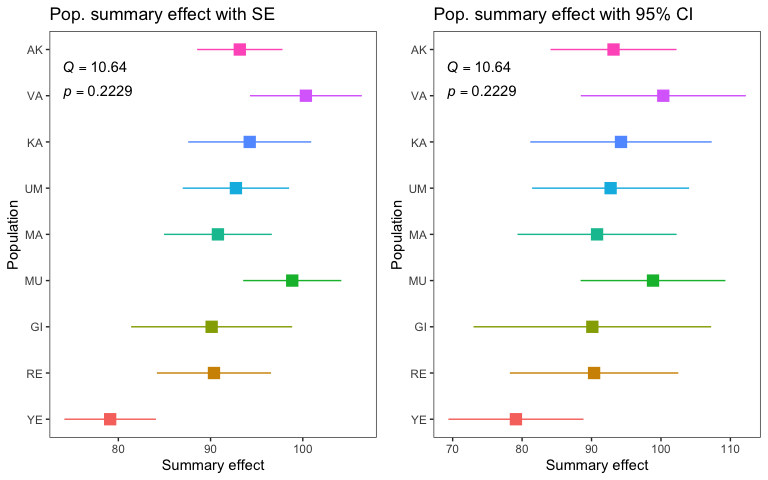 Pop. summary effect with SE
Q = 10.64
p = 0.2229
AK
VA
KA
UM
MA
MU
GI
RE
YE
Population
80 90 100
Summary effect
Pop. summary effect with 95% CI
Q = 10.64
p = 0.2229
AK
VA
KA
UM
MA
MU
GI
RE
YE
Population
70 80 90 100 110
Summary effect